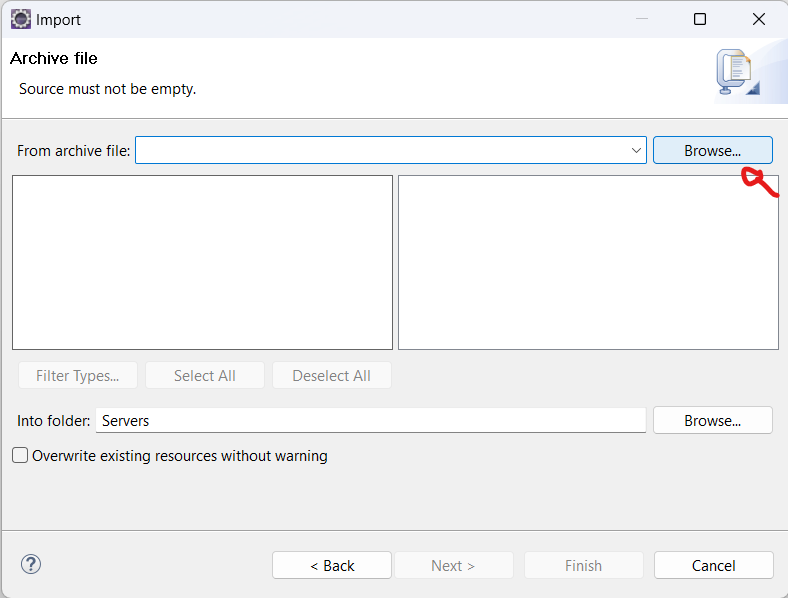 Import
Archive file
Source must not be empty.
From archive file:
Browse...
Filter Types...
Select All
Deselect All
Into folder:
Servers
Browse...
Overwrite existing resources without warning
?
< Back
Next >
Finish
Cancel